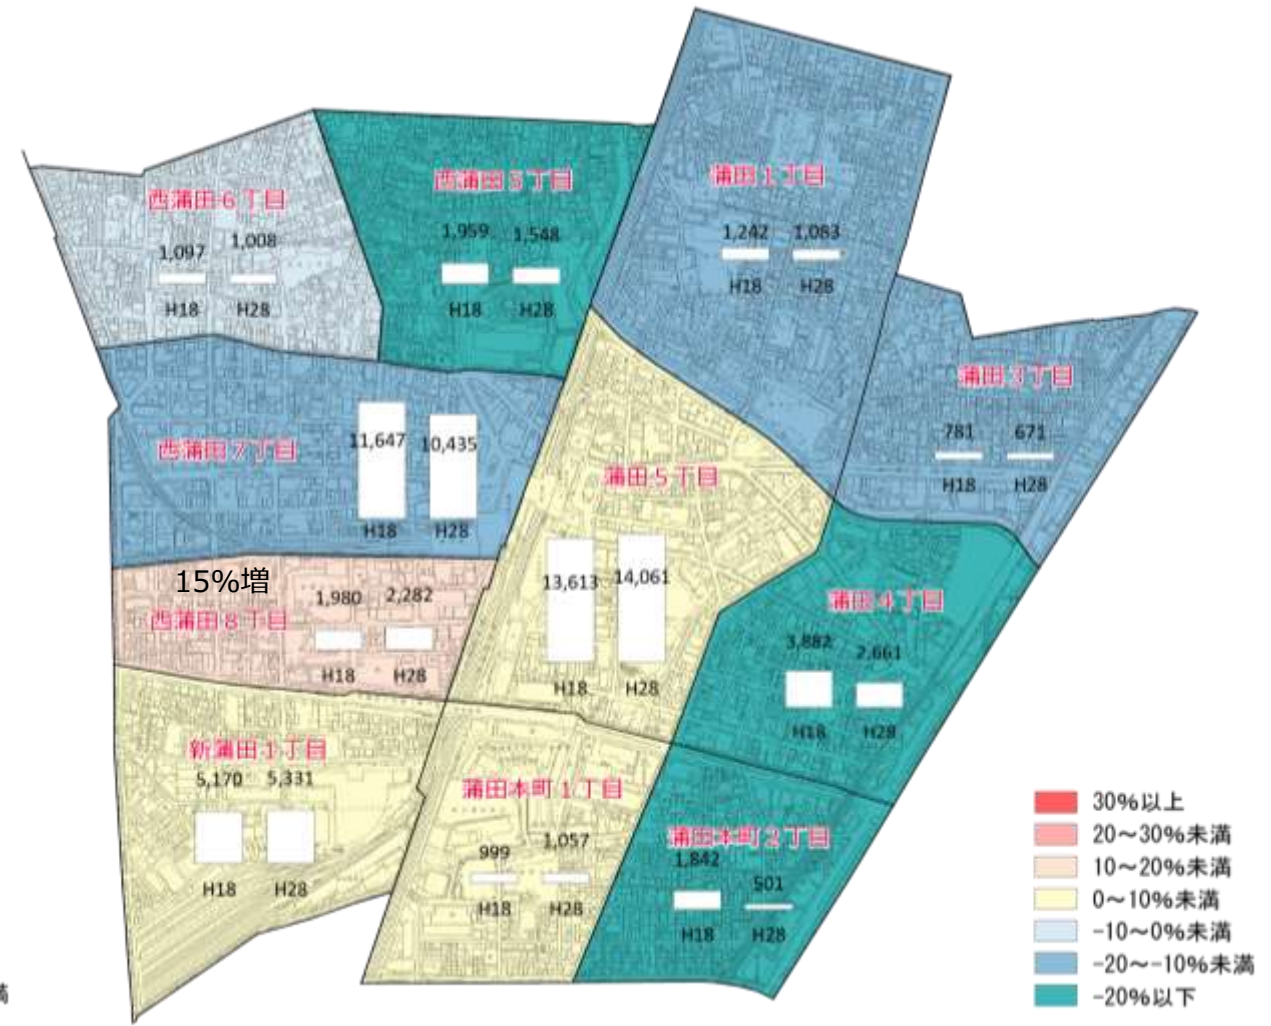 蒲田1丁目
1,242 1,083
H18 H28
西蒲田6丁目
1,097 1,008
H18 H28
西蒲田5丁目
1,959 1,548
H18 H28
蒲田3丁目
781 671
H18 H28
西蒲田7丁目
11,647 10,435
H18 H28
蒲田5丁目
13,613 14,061
H18 H28
15%増
西蒲田8丁目
1,980 2,282
H18 H28
蒲田4丁目
3,882 2,661
H18 H28
新蒲田1丁目
5,170 5,331
H18 H28
蒲田本町1丁目
999 1,057
H18 H28
蒲田本町2丁目
1,842 501
H18 H28
30%以上
20~30%未満
10~20%未満
0~10%未満
-10~0%未満
-20~-10%未満
-20%以下